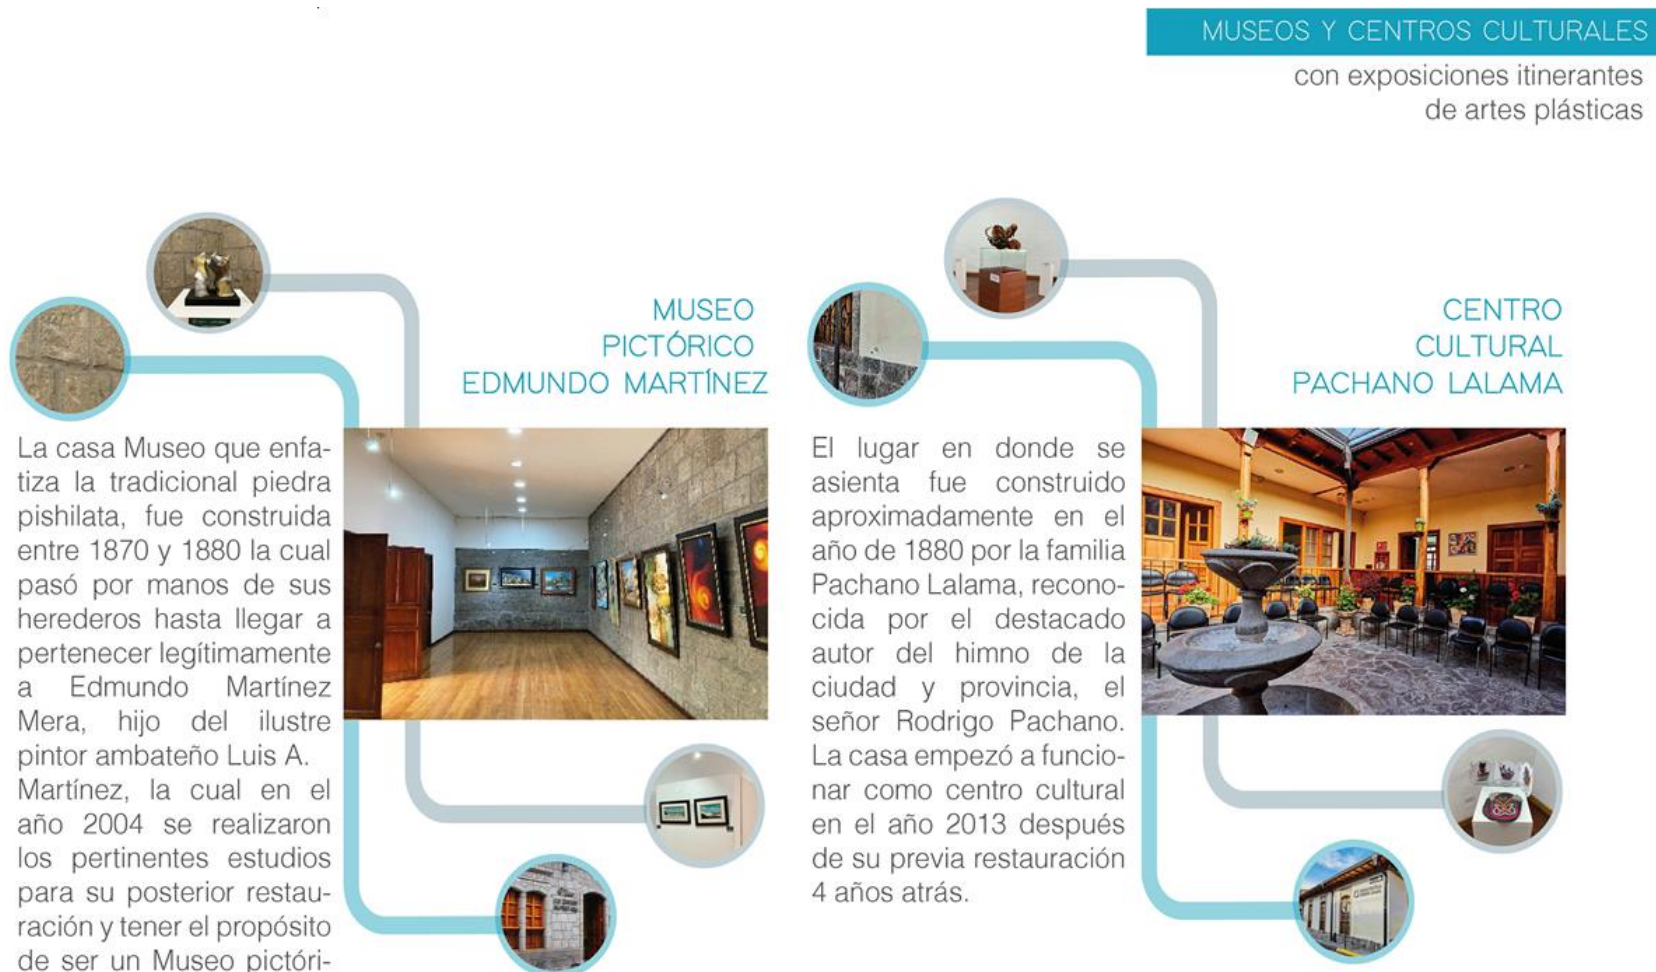 MUSEOS Y CENTROS CULTURALES
con exposiciones itinerantes
de artes plásticas
MUSEO
PICTÓRICO
EDMUNDO MARTÍNEZ
La casa Museo que enfa-
tiza la tradicional piedra
pishilata, fue construida
entre 1870 y 1880 la cual
pasó por manos de sus
herederos hasta llegar a
pertenecer legítimamente
a Edmundo Martínez
Mera, hijo del ilustre
pintor ambateño Luis A.
Martínez, la cual en el
año 2004 se realizaron
los pertinentes estudios
para su posterior restau-
ración y tener el propósito
de ser un Museo pictóri-
CENTRO
CULTURAL
PACHANO LALAMA
El lugar en donde se
asienta fue construido
aproximadamente en el
año de 1880 por la familia
Pachano Lalama, recono-
cida por el destacado
autor del himno de la
ciudad y provincia, el
señor Rodrigo Pachano.
La casa empezó a funcio-
nar como centro cultural
en el año 2013 después
de su previa restauración
4 años atrás.